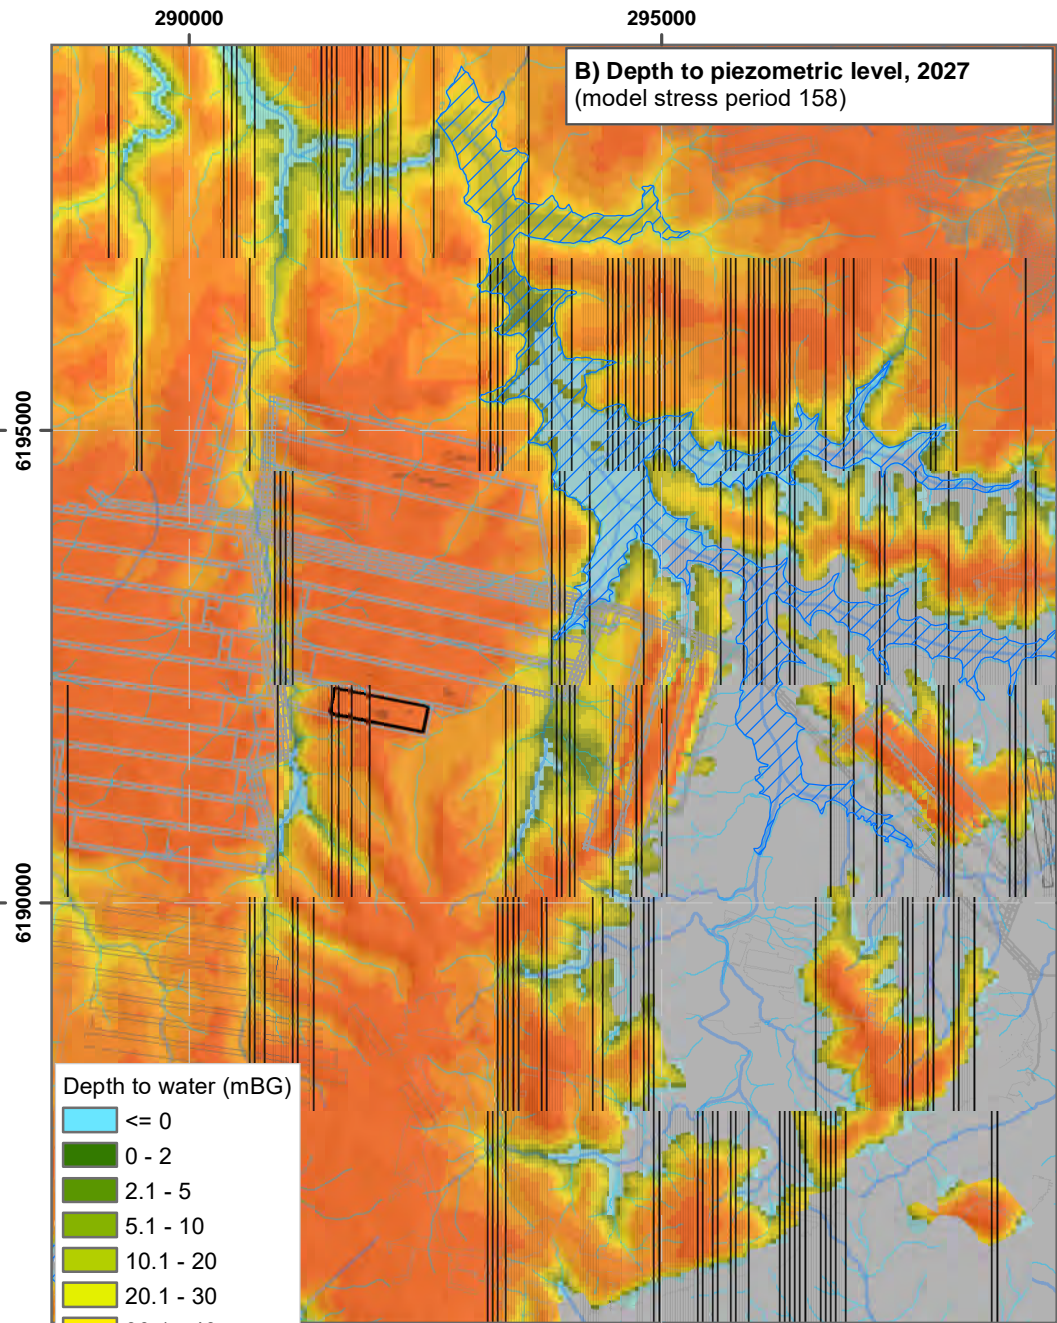 290000
295000
B) Depth to piezometric level, 2027
(model stress period 158)
6195000
6190000
Depth to water (mBG)
<= 0
0 - 2
2.1 - 5
5.1 - 10
10.1 - 20
20.1 - 30